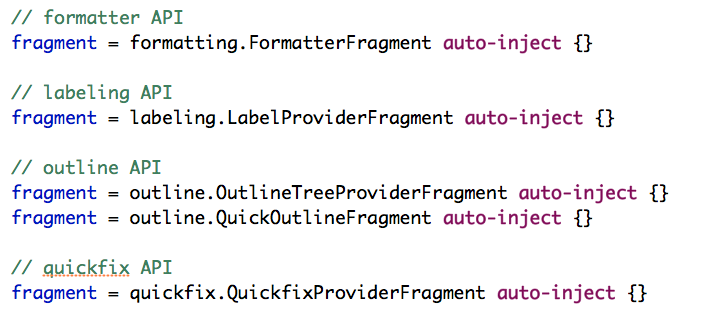 // formatter API
fragment = formatting.FormatterFragment auto-inject {}
// labeling API
fragment = labeling.LabelProviderFragment auto-inject {}
// outline API
fragment = outline.OutlineTreeProviderFragment auto-inject {}
fragment = outline.QuickOutlineFragment auto-inject {}
// quickfix API
fragment = quickfix.QuickfixProviderFragment auto-inject {}